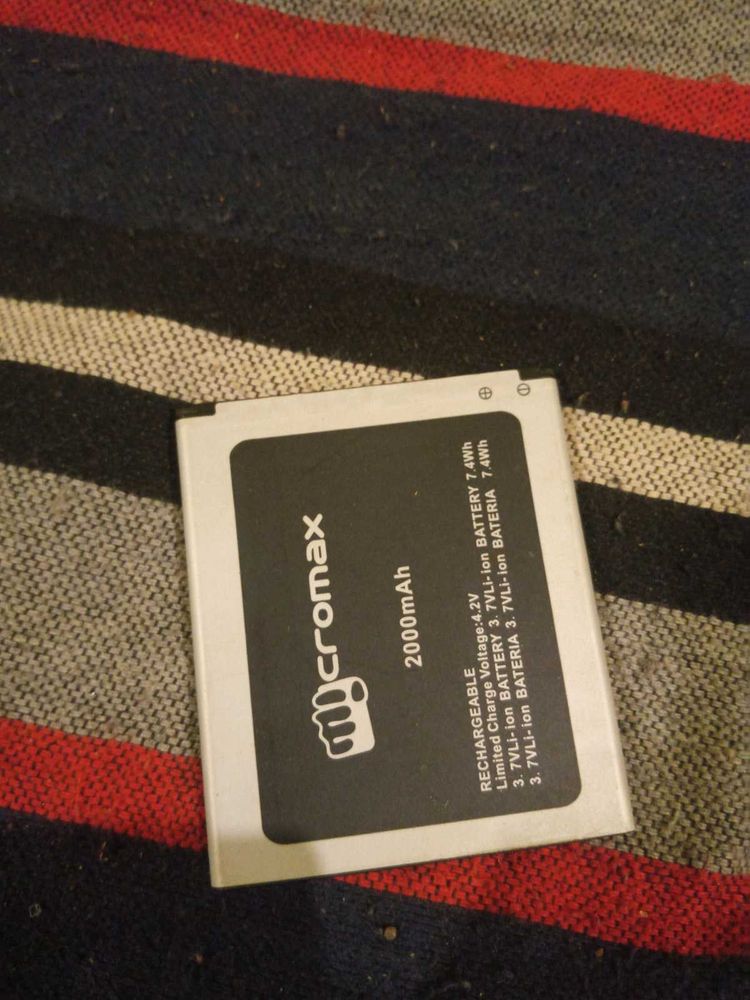 micromax
2000mAh
RECHARGEABLE
Limited Charge Voltage:4.2V
3. 7VLi-ion BATTERY 3. 7VLi-ion BATTERY 7.4Wh
3. 7VLi-ion BATERIA 3. 7VLi-ion BATERIA 7.4Wh